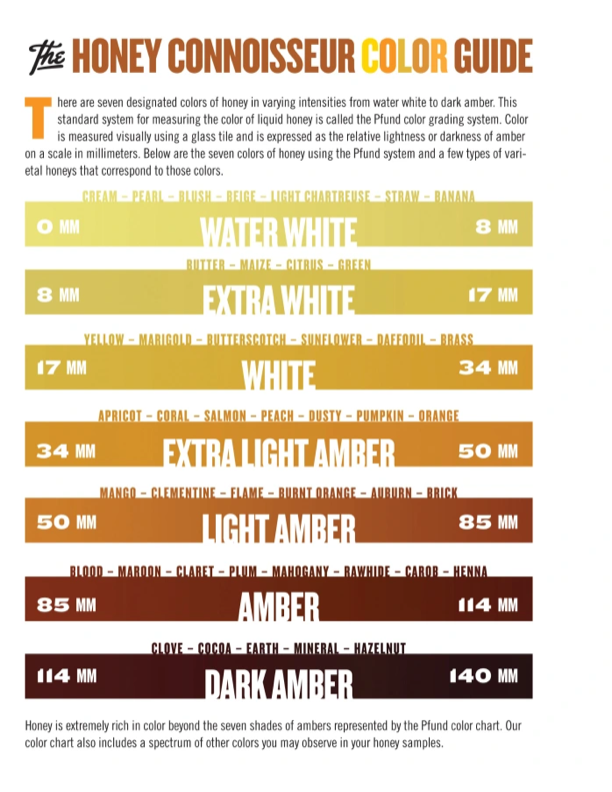 The HONEY CONNOISSEUR COLOR GUIDE
There are seven designated colors of honey in varying intensities from water white to dark amber. This
standard system for measuring the color of liquid honey is called the Pfund color grading system. Color
is measured visually using a glass tile and is expressed as the relative lightness or darkness of amber
on a scale in millimeters. Below are the seven colors of honey using the Pfund system and a few types of vari-
etal honeys that correspond to those colors.
CREAM – PEARL – BLUSH – BEIGE – LIGHT CHARTREUSE – STRAW – BANANA
0 MM WATER WHITE 8 MM
BUTTER – MAIZE – CITRUS – GREEN
8 MM EXTRA WHITE 17 MM
YELLOW – MARIGOLD – BUTTERSCOTCH – SUNFLOWER – DAFFODIL – BRASS
17 MM WHITE 34 MM
APRICOT – CORAL – SALMON – PEACH – DUSTY – PUMPKIN – ORANGE
34 MM EXTRA LIGHT AMBER 50 MM
MANGO – CLEMENTINE – FLAME – BURNT ORANGE – AUBURN – BRICK
50 MM LIGHT AMBER 85 MM
BLOOD – MAROON – CLARET – PLUM – MAHOGANY – RAWHIDE – CAROB – HENNA
85 MM AMBER 114 MM
CLOVE – COCOA – EARTH – MINERAL – HAZELNUT
114 MM DARK AMBER 140 MM
Honey is extremely rich in color beyond the seven shades of ambers represented by the Pfund color chart. Our
color chart also includes a spectrum of other colors you may observe in your honey samples.